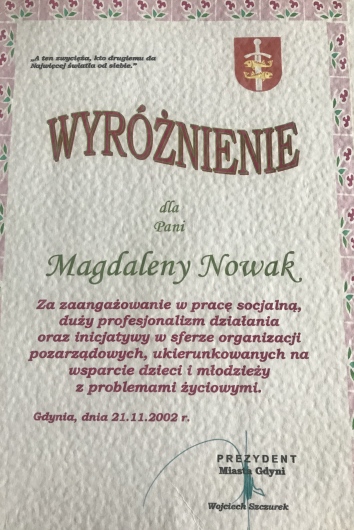 „A ten zwycięża, kto drugiemu da
Najwięcej światła od siebie."
WYRÓŻNIENIE
dla
Pani
Magdaleny Nowak
Za zaangażowanie w pracę socjalną,
duży profesjonalizm działania
oraz inicjatywy w sferze organizacji
pozarządowych, ukierunkowanych na
wsparcie dzieci i młodzieży
z problemami życiowymi.
Gdynia, dnia 21.11.2002 r.
PREZYDENT
Miasta Gdyni
Wojciech Szczurek